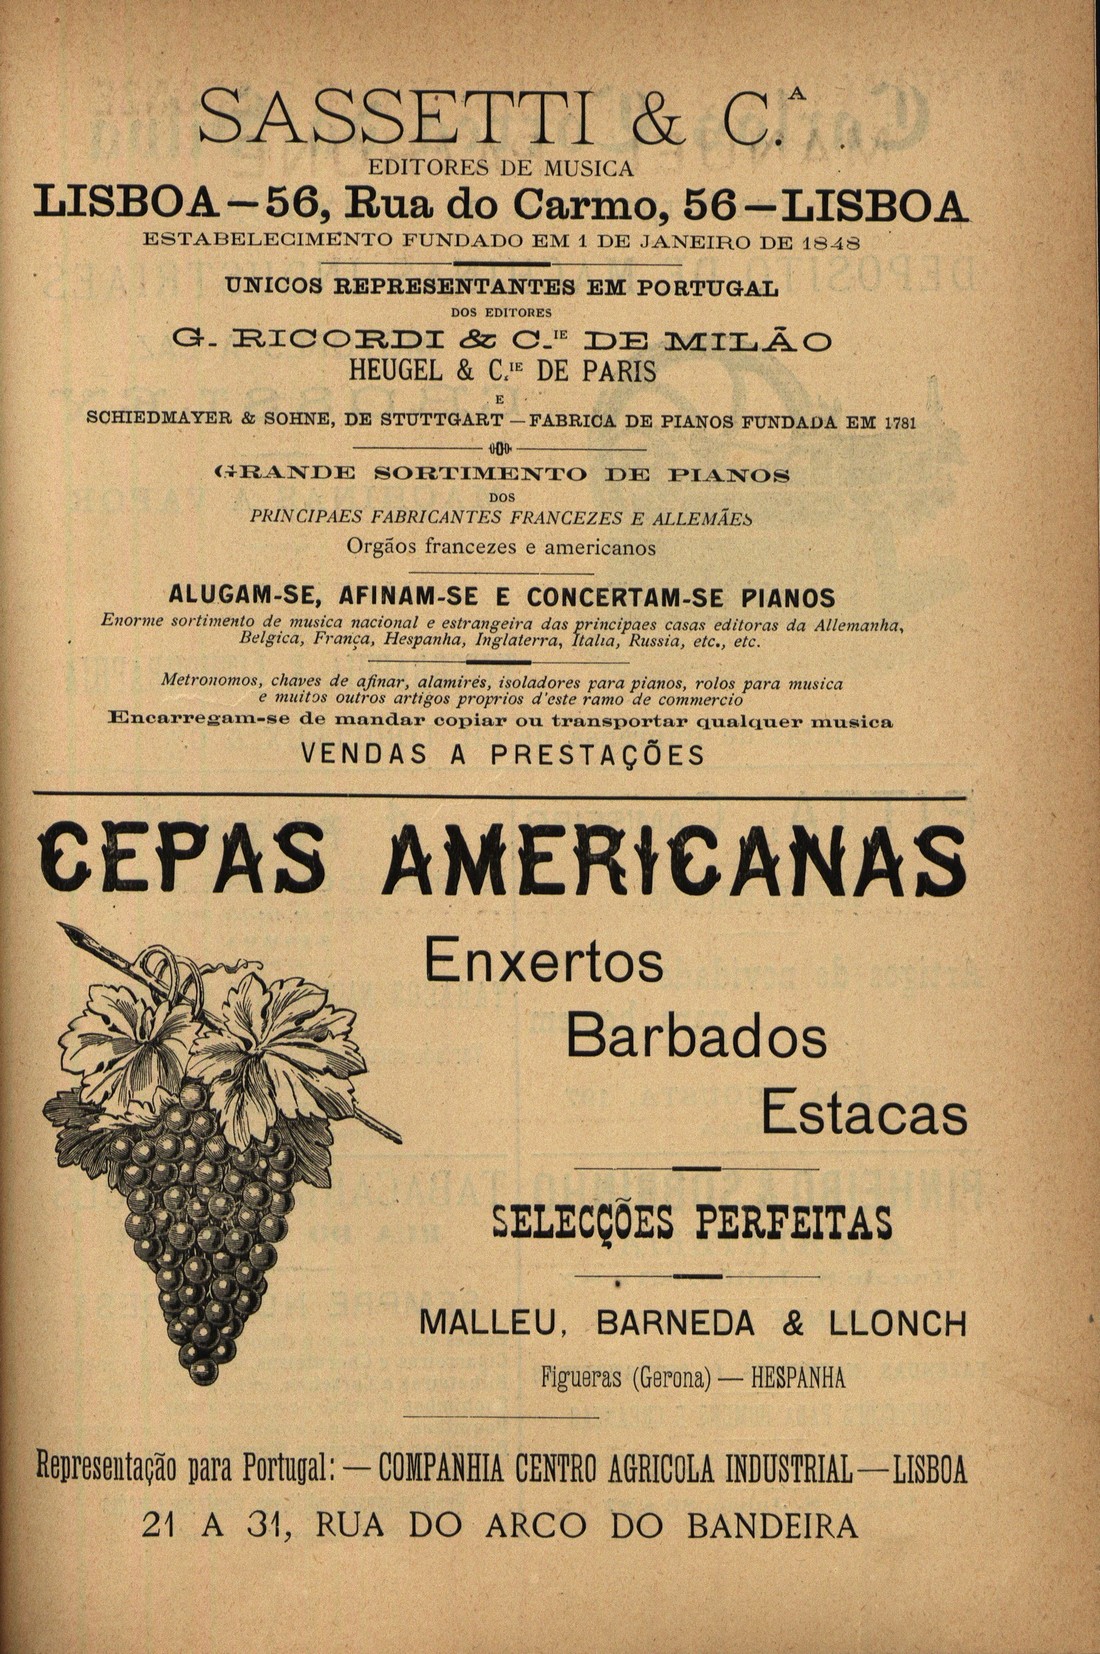 SASSETTI & C.A
EDITORES DE MUSICA
LISBOA—56, Rua do Carmo, 56—LISBOA
ESTABELECIMENTO FUNDADO EM 1 DE JANEIRO DE 1848
UNICOS REPRESENTANTES EM PORTUGAL
DOS EDITORES
G. RICORDI & C.IE DE MILÃO
HEUGEL & C.IE DE PARIS
E
SCHIEDMAYER & SOHNE, DE STUTTGART—FABRICA DE PIANOS FUNDADA EM 1781
GRANDE SORTIMENTO DE PIANOS
DOS
PRINCIPAES FABRICANTES FRANCEZES E ALLEMÃES
Orgãos francezes e americanos
ALUGAM-SE, AFINAM-SE E CONCERTAM-SE PIANOS
Enorme sortimento de musica nacional e estrangeira das principaes casas editoras da Allemanha,
Belgica, França, Hespanha, Inglaterra, Italia, Russia, etc., etc.
Metronomos, chaves de afinar, alamirés, isoladores para pianos, rolos para musica
e muitos outros artigos proprios d'este ramo de commercio
Encarregam-se de mandar copiar ou transportar qualquer musica
VENDAS A PRESTAÇÕES
CEPAS AMERICANAS
Enxertos
Barbados
Estacas
SELECÇÕES PERFEITAS
MALLEU, BARNEDA & LLONCH
Figueras (Gerona)—HESPANHA
Representação para Portugal:—COMPANHIA CENTRO AGRICOLA INDUSTRIAL—LISBOA
21 A 31, RUA DO ARCO DO BANDEIRA